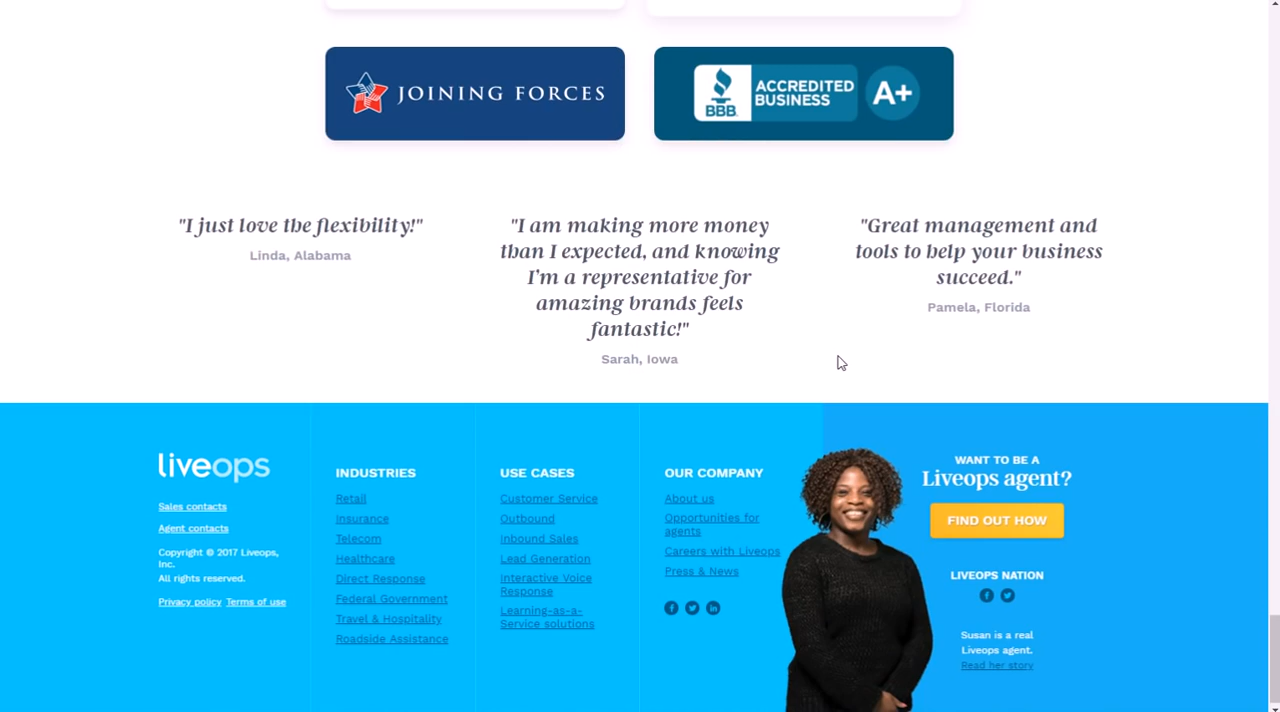 JOINING FORCES
BBB
ACCREDITED
BUSINESS
A+
"I just love the flexibility!"
Linda, Alabama
"I am making more money
than I expected, and knowing
I'm a representative for
amazing brands feels
fantastic!"
Sarah, Iowa
"Great management and
tools to help your business
succeed."
Pamela, Florida
liveops
Sales contacts
Agent contacts
Copyright © 2017 Liveops,
Inc.
All rights reserved.
Privacy policy Terms of use
INDUSTRIES
Retail
Insurance
Telecom
Healthcare
Direct Response
Federal Government
Travel & Hospitality
Roadside Assistance
USE CASES
Customer Service
Outbound
Inbound Sales
Lead Generation
Interactive Voice
Response
Learning-as-a-
Service solutions
OUR COMPANY
About us
Opportunities for
agents
Careers with Liveops
Press & News
WANT TO BE A
Liveops agent?
FIND OUT HOW
LIVEOPS NATION
Susan is a real
Liveops agent.
Read her story